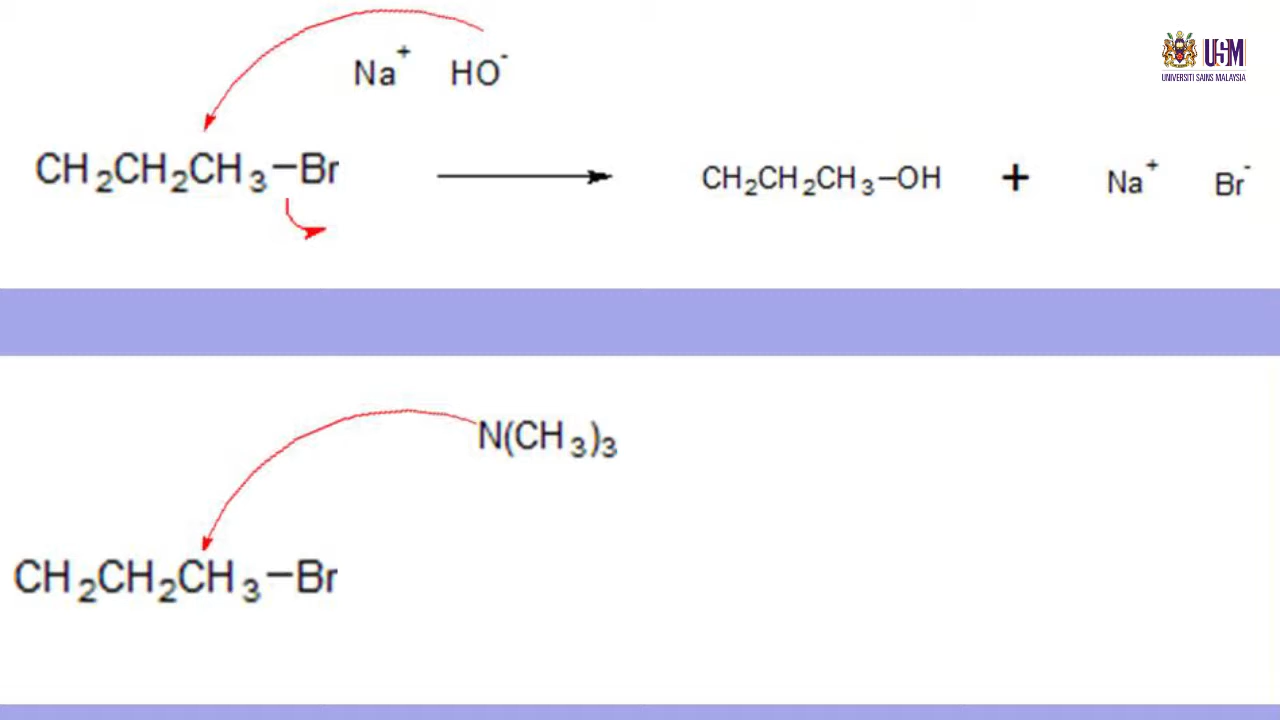 USM
UNIVERSITI SAINS MALAYSIA
Na⁺ HO⁻
CH₂CH₂CH₃–Br
CH₂CH₂CH₃–OH + Na⁺ Br⁻
N(CH₃)₃
CH₂CH₂CH₃–Br